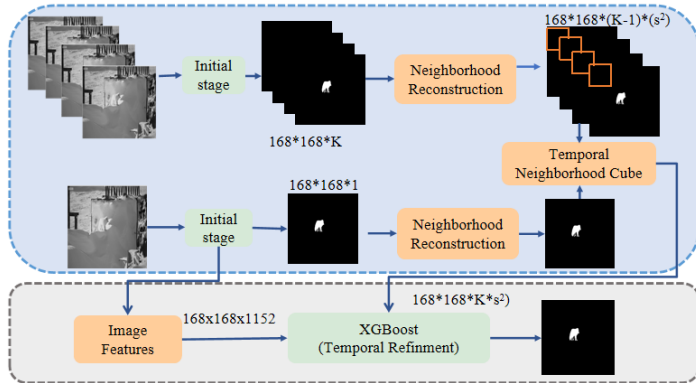 168*168*(K-1)*(s²)
Initial
stage
Neighborhood
Reconstruction
168*168*K
Temporal
Neighborhood Cube
168*168*1
Initial
stage
Neighborhood
Reconstruction
168*168*K*s²)
Image
Features
168x168x1152
XGBoost
(Temporal Refinment)